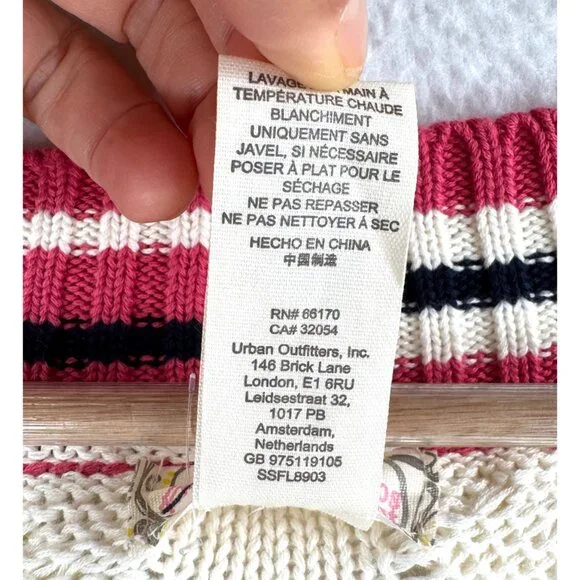 LAVAGE MAIN À
TEMPÉRATURE CHAUDE
BLANCHIMENT
UNIQUEMENT SANS
JAVEL, SI NÉCESSAIRE
POSER À PLAT POUR LE
SÉCHAGE
NE PAS REPASSER
NE PAS NETTOYER À SEC
HECHO EN CHINA
中国制造
RN# 66170
CA# 32054
Urban Outfitters, Inc.
146 Brick Lane
London, E1 6RU
Leidsestraat 32,
1017 PB
Amsterdam,
Netherlands
GB 975119105
SSFL8903